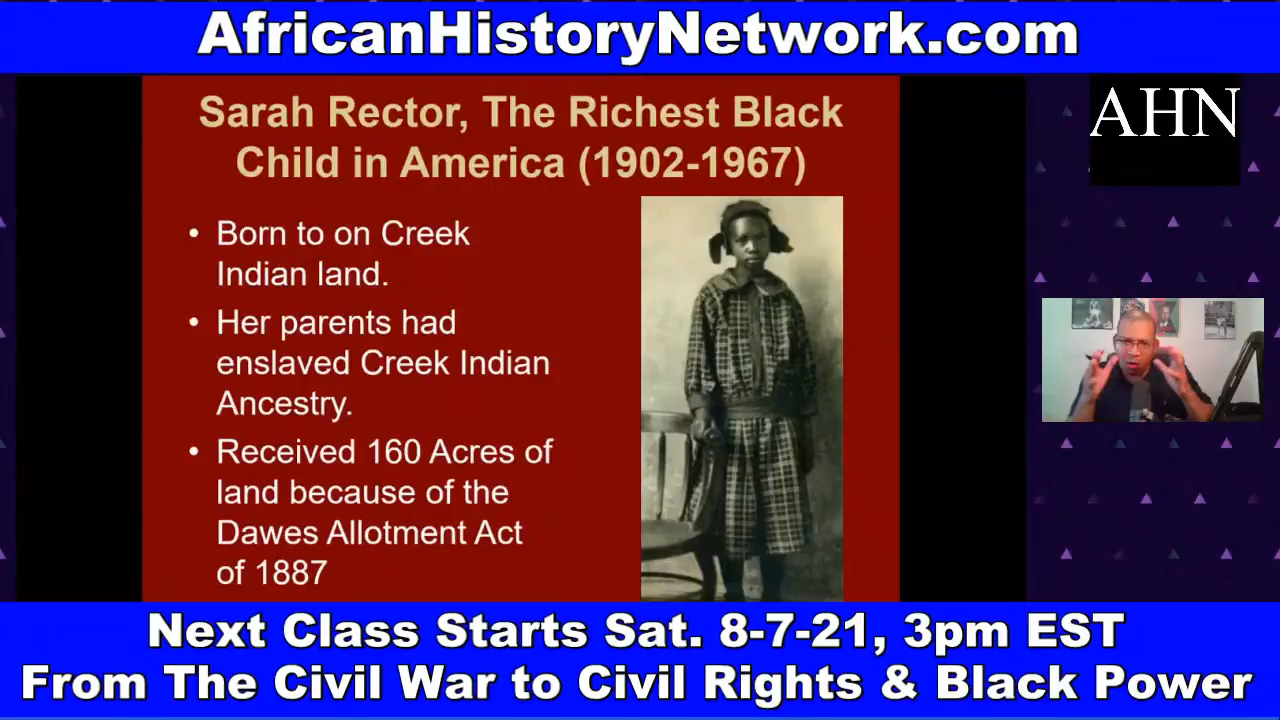 AfricanHistoryNetwork.com
AHN
Sarah Rector, The Richest Black
Child in America (1902-1967)
• Born to on Creek
Indian land.
• Her parents had
enslaved Creek Indian
Ancestry.
• Received 160 Acres of
land because of the
Dawes Allotment Act
of 1887
Next Class Starts Sat. 8-7-21, 3pm EST
From The Civil War to Civil Rights & Black Power